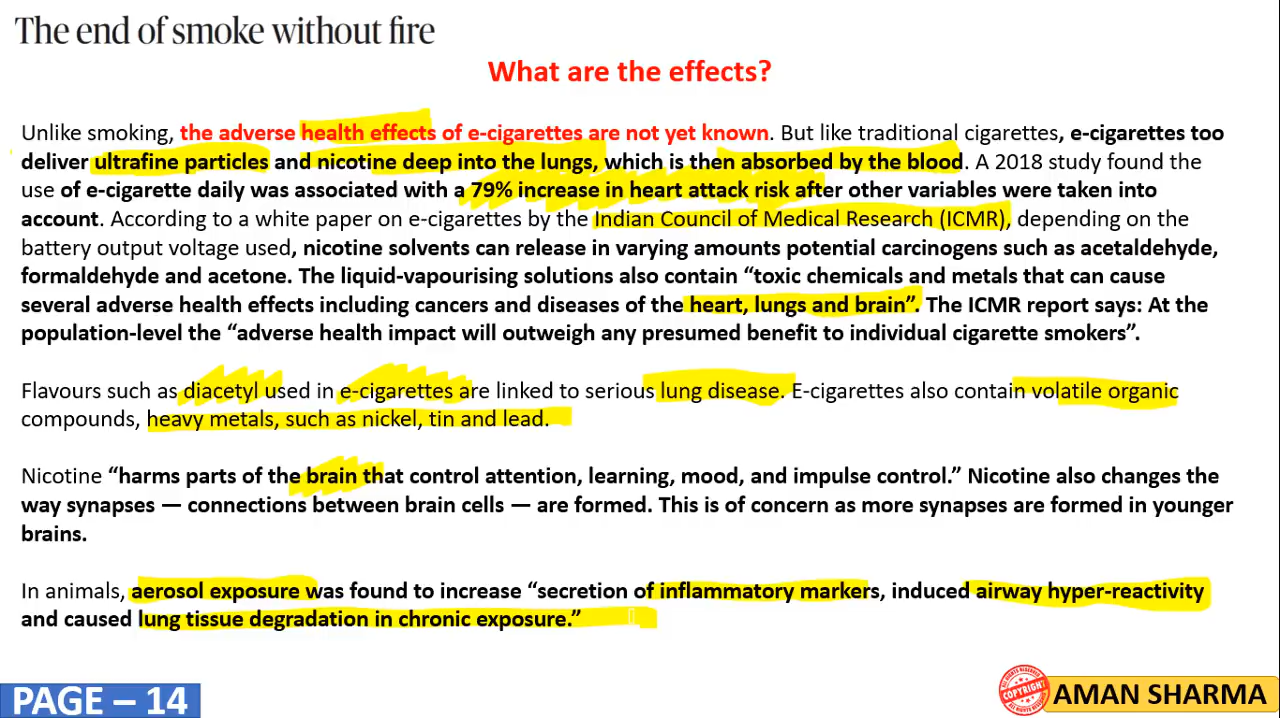 The end of smoke without fire
What are the effects?
Unlike smoking, the adverse health effects of e-cigarettes are not yet known. But like traditional cigarettes, e-cigarettes too
deliver ultrafine particles and nicotine deep into the lungs, which is then absorbed by the blood. A 2018 study found the
use of e-cigarette daily was associated with a 79% increase in heart attack risk after other variables were taken into
account. According to a white paper on e-cigarettes by the Indian Council of Medical Research (ICMR), depending on the
battery output voltage used, nicotine solvents can release in varying amounts potential carcinogens such as acetaldehyde,
formaldehyde and acetone. The liquid-vapourising solutions also contain “toxic chemicals and metals that can cause
several adverse health effects including cancers and diseases of the heart, lungs and brain”. The ICMR report says: At the
population-level the “adverse health impact will outweigh any presumed benefit to individual cigarette smokers”.
Flavours such as diacetyl used in e-cigarettes are linked to serious lung disease. E-cigarettes also contain volatile organic
compounds, heavy metals, such as nickel, tin and lead.
Nicotine “harms parts of the brain that control attention, learning, mood, and impulse control.” Nicotine also changes the
way synapses — connections between brain cells — are formed. This is of concern as more synapses are formed in younger
brains.
In animals, aerosol exposure was found to increase “secretion of inflammatory markers, induced airway hyper-reactivity
and caused lung tissue degradation in chronic exposure.”
PAGE – 14
COPYRIGHT
AMAN SHARMA